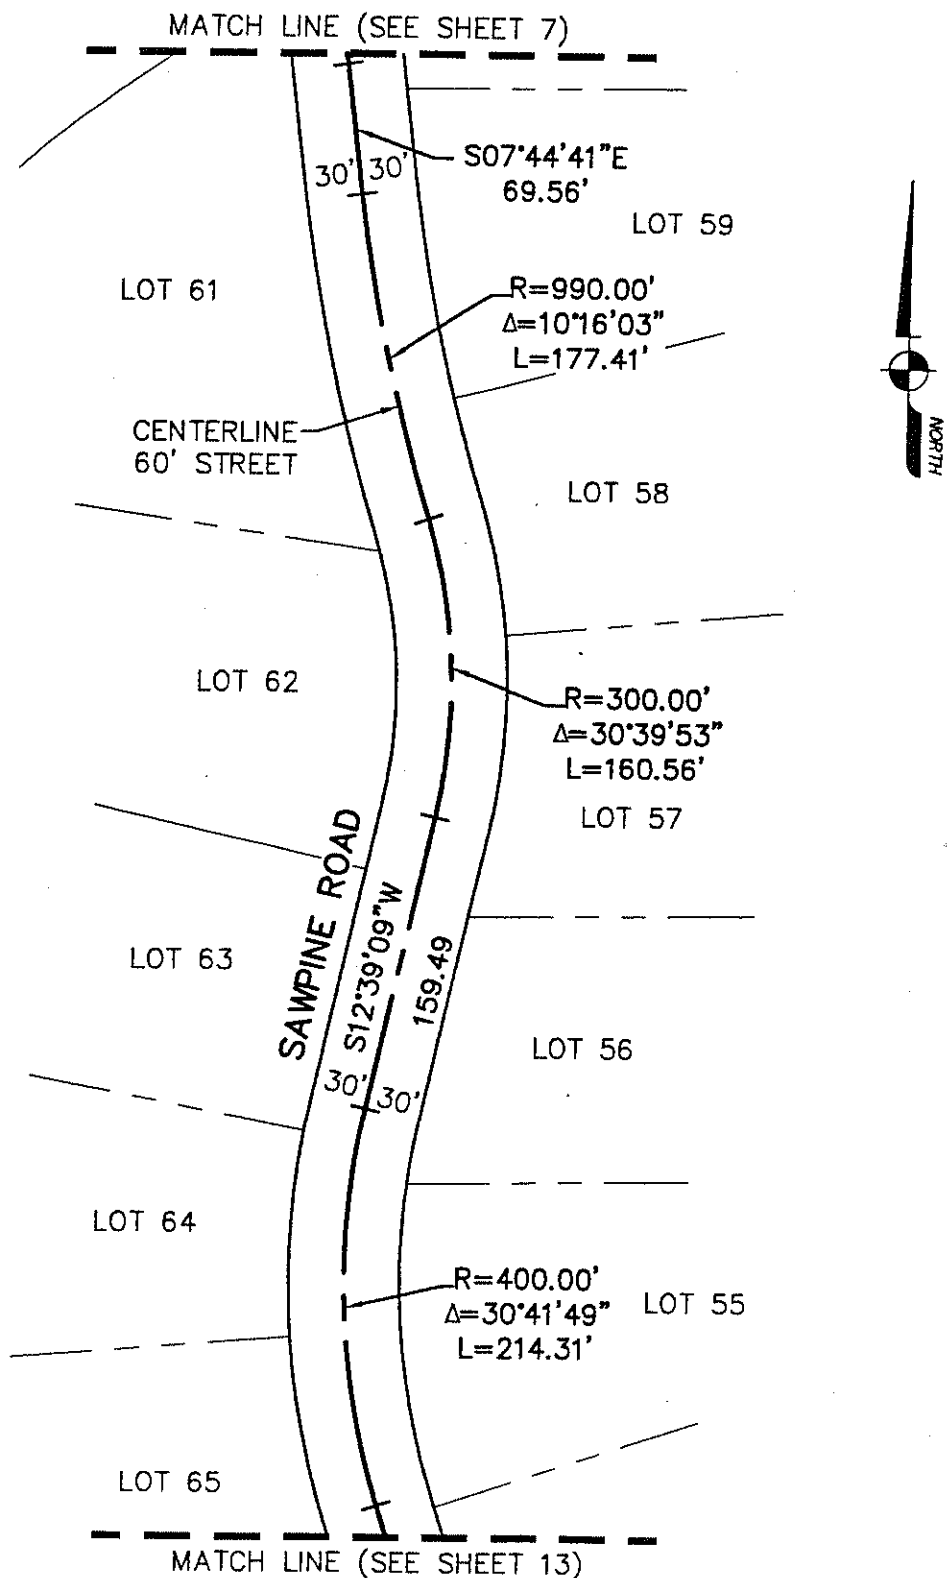 MATCH LINE (SEE SHEET 7)
S07°44'41"E
69.56'
30' 30'
LOT 59
LOT 61
R=990.00'
Δ=10°16'03"
L=177.41'
CENTERLINE
60' STREET
NORTH
LOT 58
LOT 62
R=300.00'
Δ=30°39'53"
L=160.56'
LOT 57
SAWPINE ROAD
S12°39'09"W
159.49
LOT 63
LOT 56
30' 30'
LOT 64
R=400.00'
Δ=30°41'49"
L=214.31'
LOT 55
LOT 65
MATCH LINE (SEE SHEET 13)